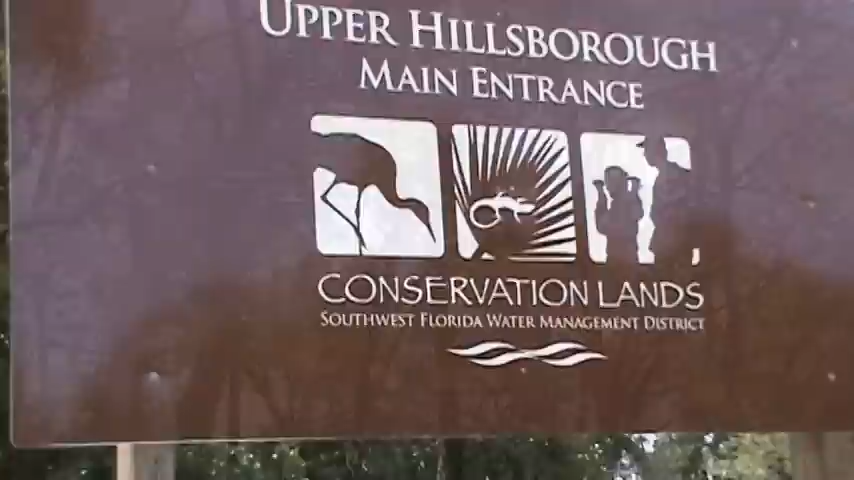 UPPER HILLSBOROUGH
MAIN ENTRANCE
CONSERVATION LANDS
SOUTHWEST FLORIDA WATER MANAGEMENT DISTRICT